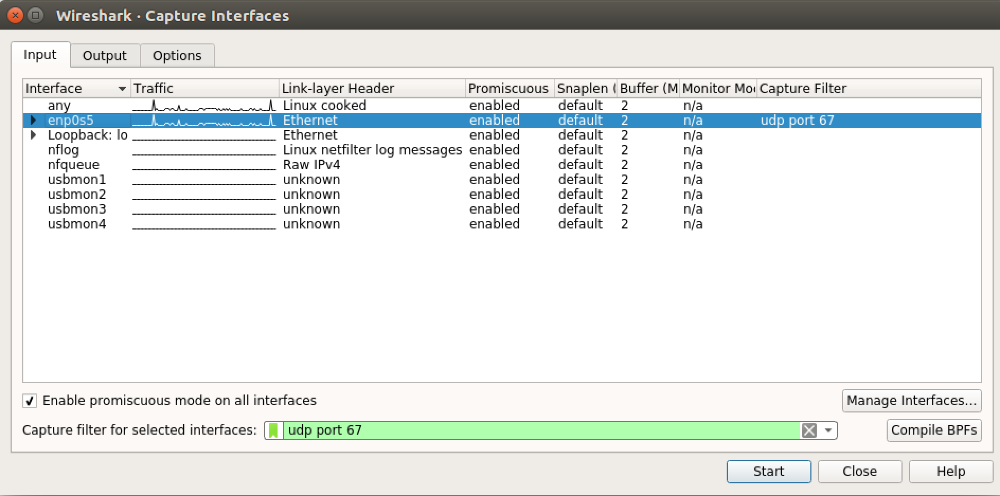 Wireshark · Capture Interfaces
Input Output Options
Interface Traffic Link-layer Header Promiscuous Snaplen ( Buffer (M Monitor Mo Capture Filter
any Linux cooked enabled default 2 n/a
enp0s5 Ethernet enabled default 2 n/a udp port 67
Loopback: lo Ethernet enabled default 2 n/a
nflog Linux netfilter log messages enabled default 2 n/a
nfqueue Raw IPv4 enabled default 2 n/a
usbmon1 unknown enabled default 2 n/a
usbmon2 unknown enabled default 2 n/a
usbmon3 unknown enabled default 2 n/a
usbmon4 unknown enabled default 2 n/a
Enable promiscuous mode on all interfaces Manage Interfaces...
Capture filter for selected interfaces: udp port 67 Compile BPFs
Start Close Help